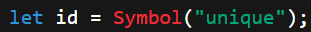 let id = Symbol("unique");